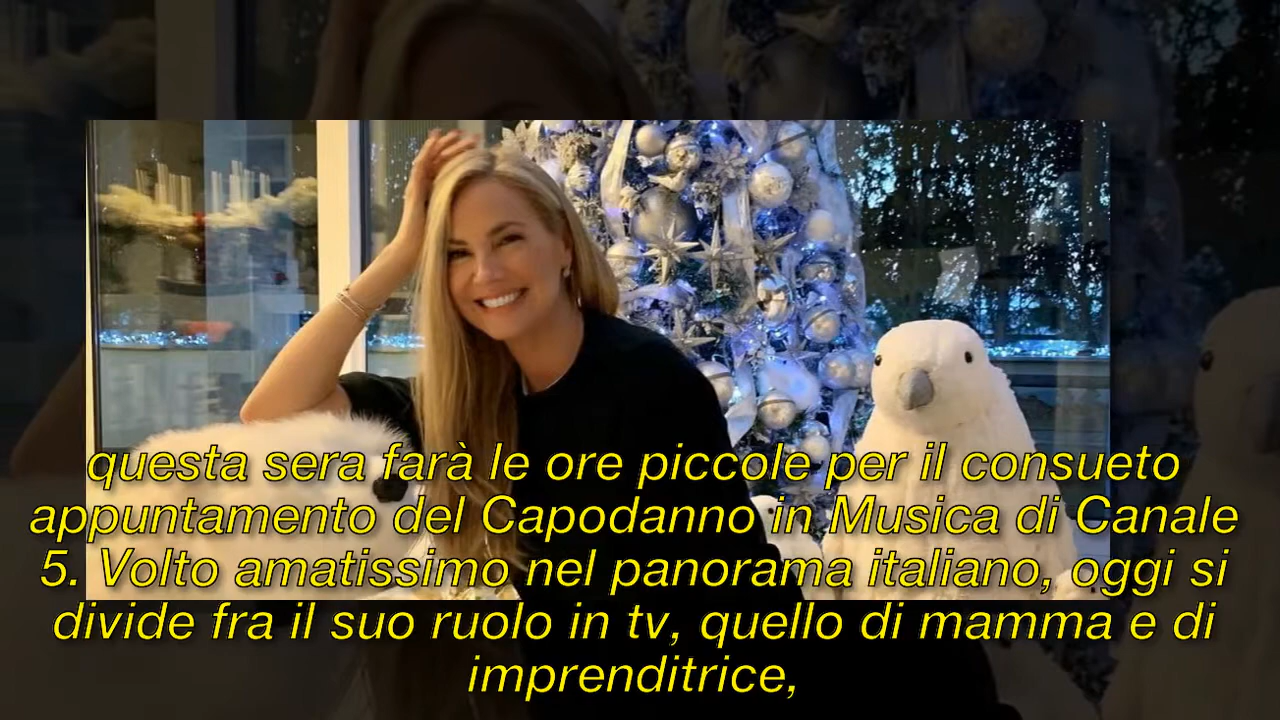 questa sera farà le ore piccole per il consueto
appuntamento del Capodanno in Musica di Canale
5. Volto amatissimo nel panorama italiano, oggi si
divide fra il suo ruolo in tv, quello di mamma e di
imprenditrice,